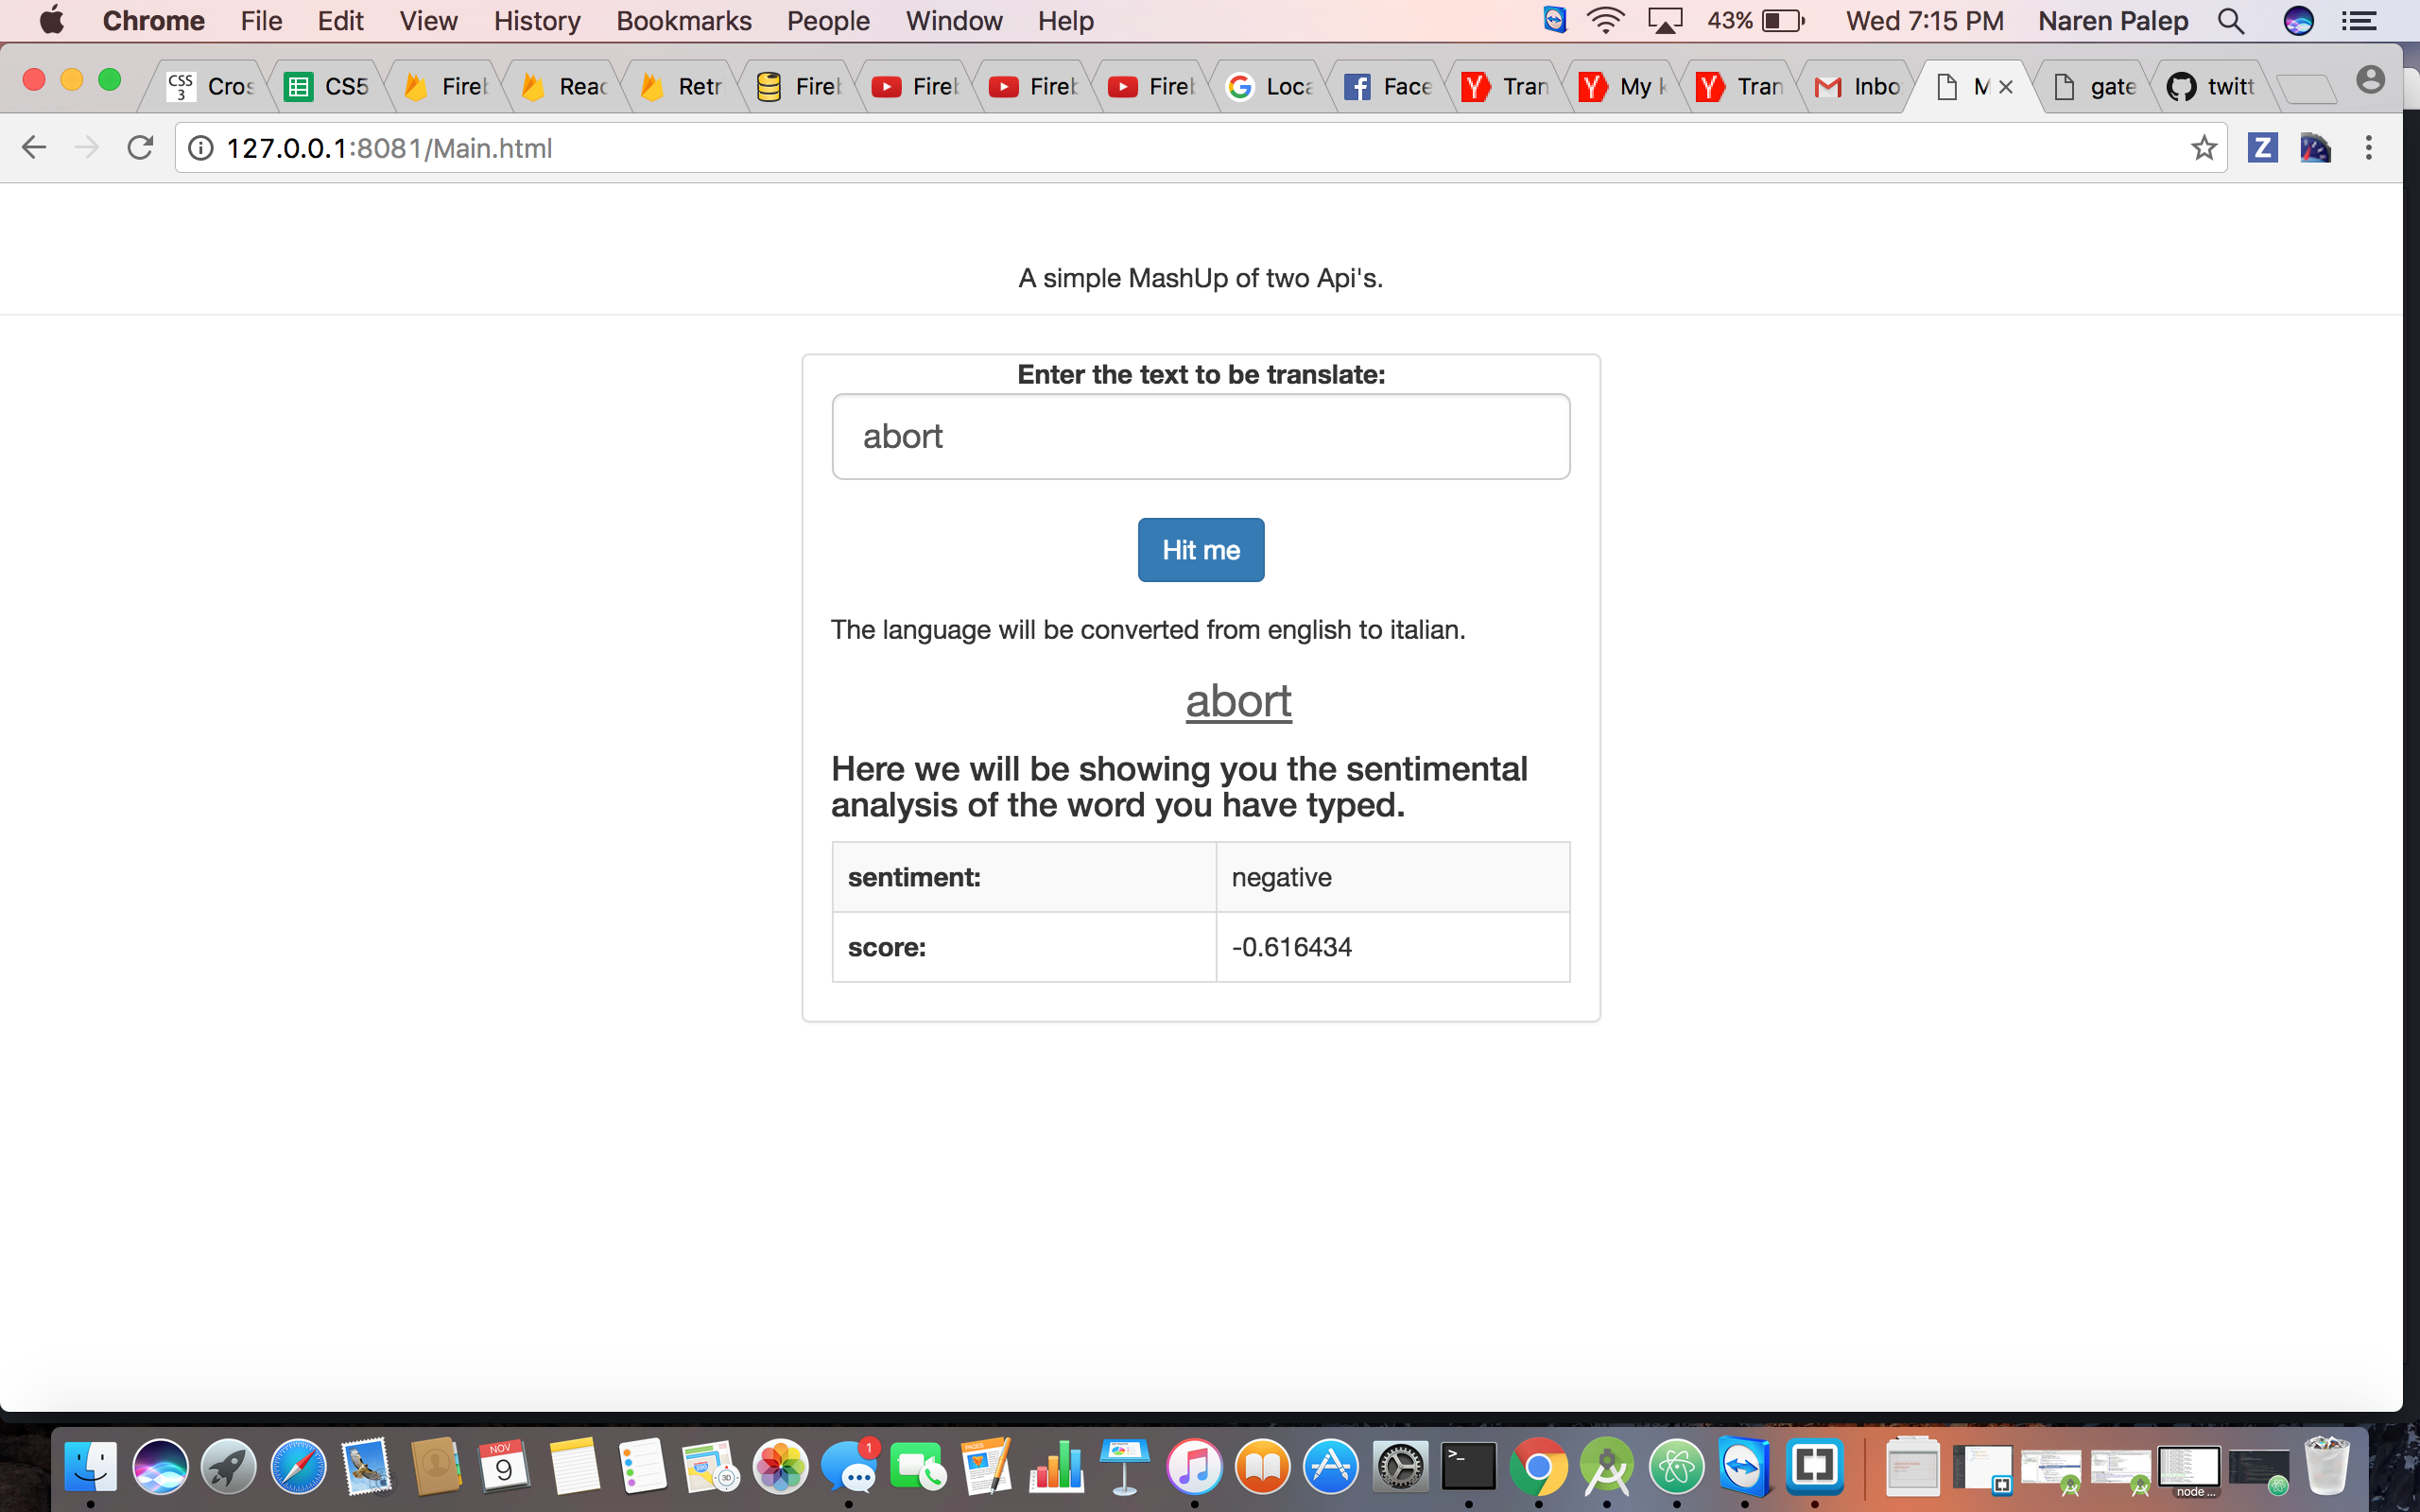 Chrome File Edit View History Bookmarks People Window Help 43% Wed 7:15 PM Naren Palep
CSS 3 Cros CS5 Fireb Reac Retr Fireb Fireb Fireb Fireb Loca Face Tran My k Tran Inbo M gate twitt
127.0.0.1:8081/Main.html
Z
A simple MashUp of two Api's.
Enter the text to be translate:
abort
Hit me
The language will be converted from english to italian.
abort
Here we will be showing you the sentimental
analysis of the word you have typed.
sentiment: negative
score: -0.616434
NOV
9
3D
1
PAGES
node ...